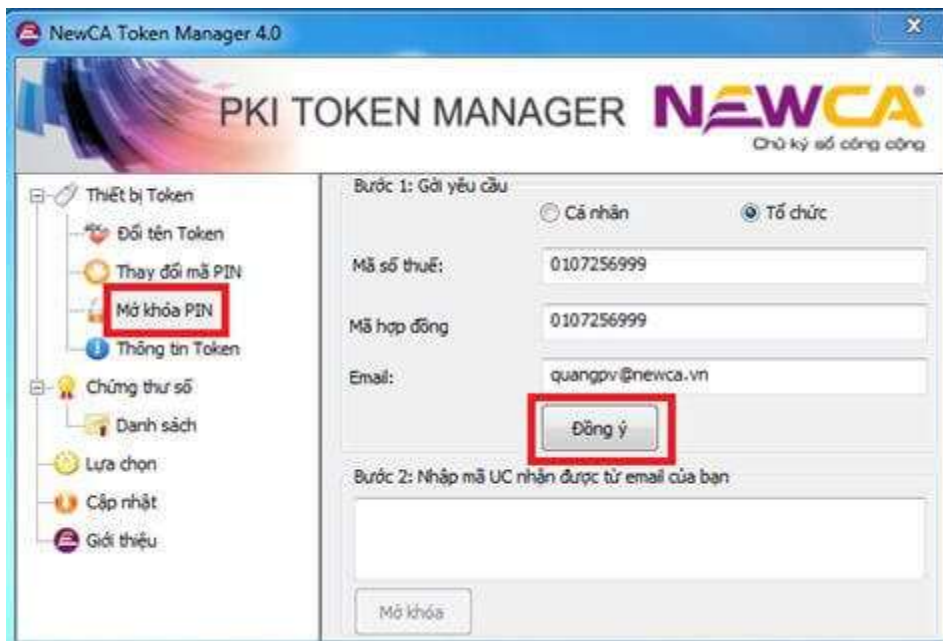 NewCA Token Manager 4.0
PKI TOKEN MANAGER NEWCA
Chữ ký số công cộng
Thiết bị Token
Đổi tên Token
Thay đổi mã PIN
Mở khóa PIN
Thông tin Token
Chứng thư số
Danh sách
Lựa chọn
Cập nhật
Giới thiệu
Bước 1: Gởi yêu cầu
Cá nhân
Tổ chức
Mã số thuế:
0107256999
Mã hợp đồng
0107256999
Email:
quangpv@newca.vn
Đồng ý
Bước 2: Nhập mã UC nhận được từ email của bạn
Mở khóa